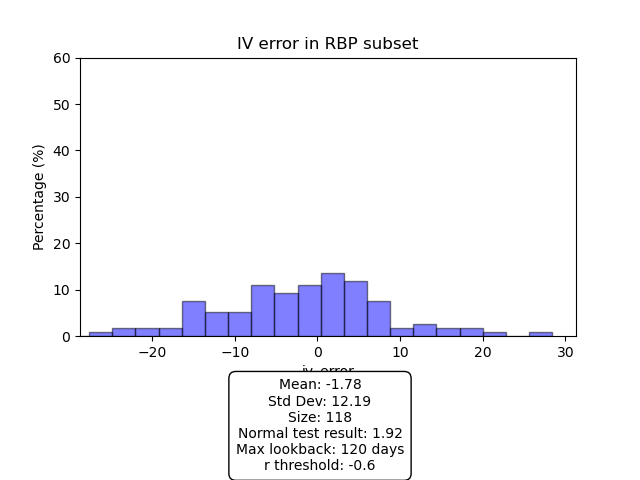 IV error in RBP subset
60
50
40
30
20
10
0
Percentage (%)
−20
−10
0
10
20
30
iv_error
Mean: -1.78
Std Dev: 12.19
Size: 118
Normal test result: 1.92
Max lookback: 120 days
r threshold: -0.6